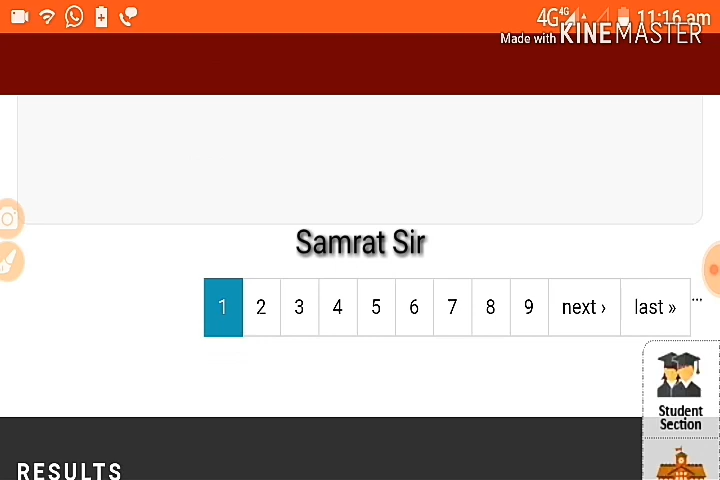 4G 4G 11:16 am
Made with KINEMASTER
Samrat Sir
1 2 3 4 5 6 7 8 9 next › last » ...
Student
Section
RESULTS